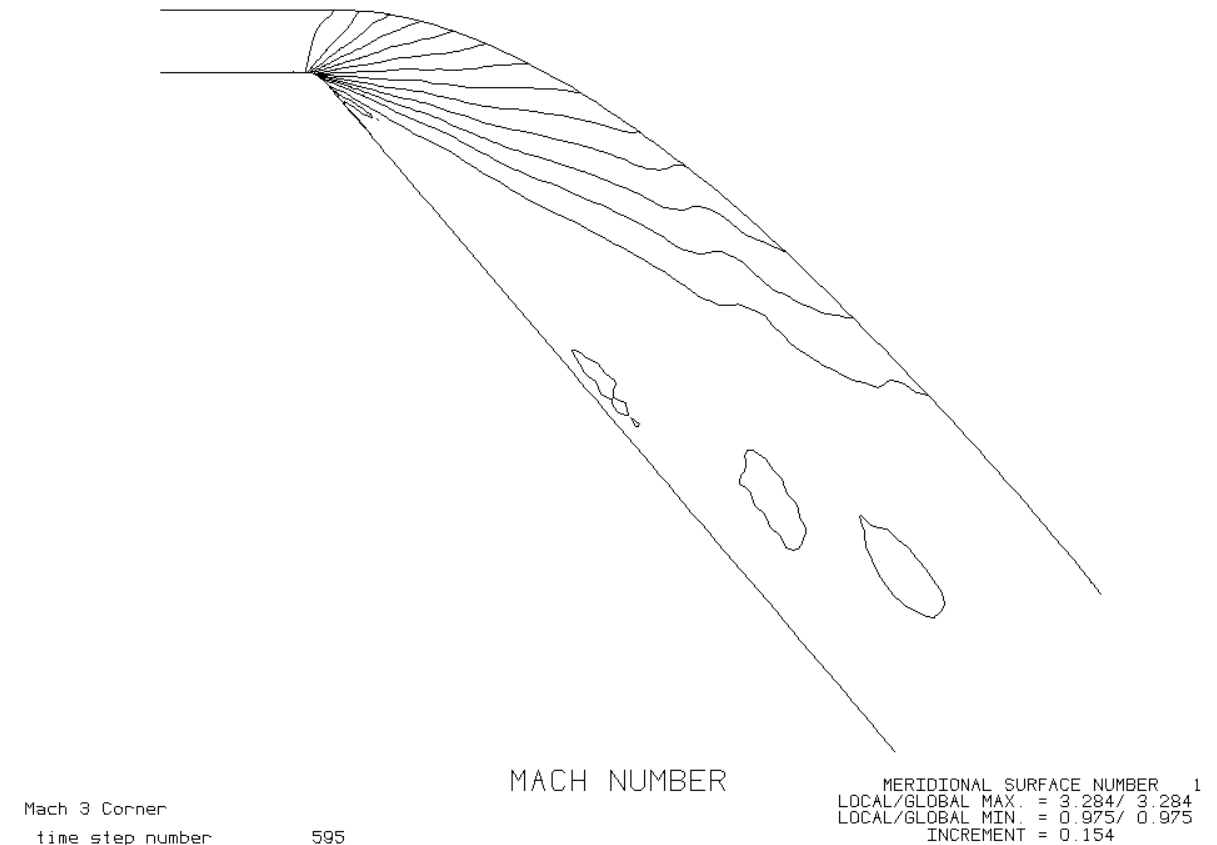 MACH NUMBER
MERIDIONAL SURFACE NUMBER 1
LOCAL/GLOBAL MAX. = 3.284/ 3.284
LOCAL/GLOBAL MIN. = 0.975/ 0.975
INCREMENT = 0.154
Mach 3 Corner
time step number 595